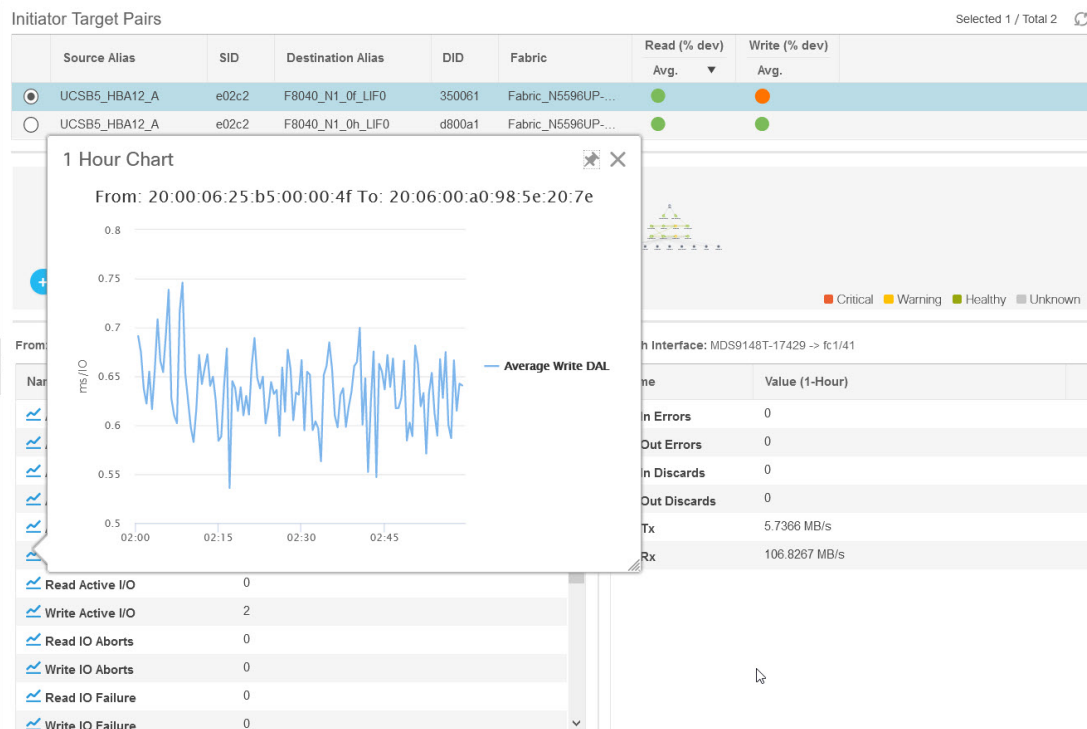 Initiator Target Pairs
Selected 1 / Total 2
Source Alias SID Destination Alias DID Fabric Read (% dev) Write (% dev)
Avg. Avg.
UCSB5_HBA12_A e02c2 F8040_N1_0f_LIF0 350061 Fabric_N5596UP-...
UCSB5_HBA12_A e02c2 F8040_N1_0h_LIF0 d800a1 Fabric_N5596UP-...
1 Hour Chart
From: 20:00:06:25:b5:00:00:4f To: 20:06:00:a0:98:5e:20:7e
0.8
0.75
0.7
0.65
0.6
0.55
0.5
ms/IO
02:00 02:15 02:30 02:45
Average Write DAL
Critical Warning Healthy Unknown
From:
h Interface: MDS9148T-17429 -> fc1/41
Nar
me Value (1-Hour)
In Errors 0
Out Errors 0
In Discards 0
Out Discards 0
Tx 5.7366 MB/s
Rx 106.8267 MB/s
Read Active I/O 0
Write Active I/O 2
Read IO Aborts 0
Write IO Aborts 0
Read IO Failure 0
Write IO Failure 0